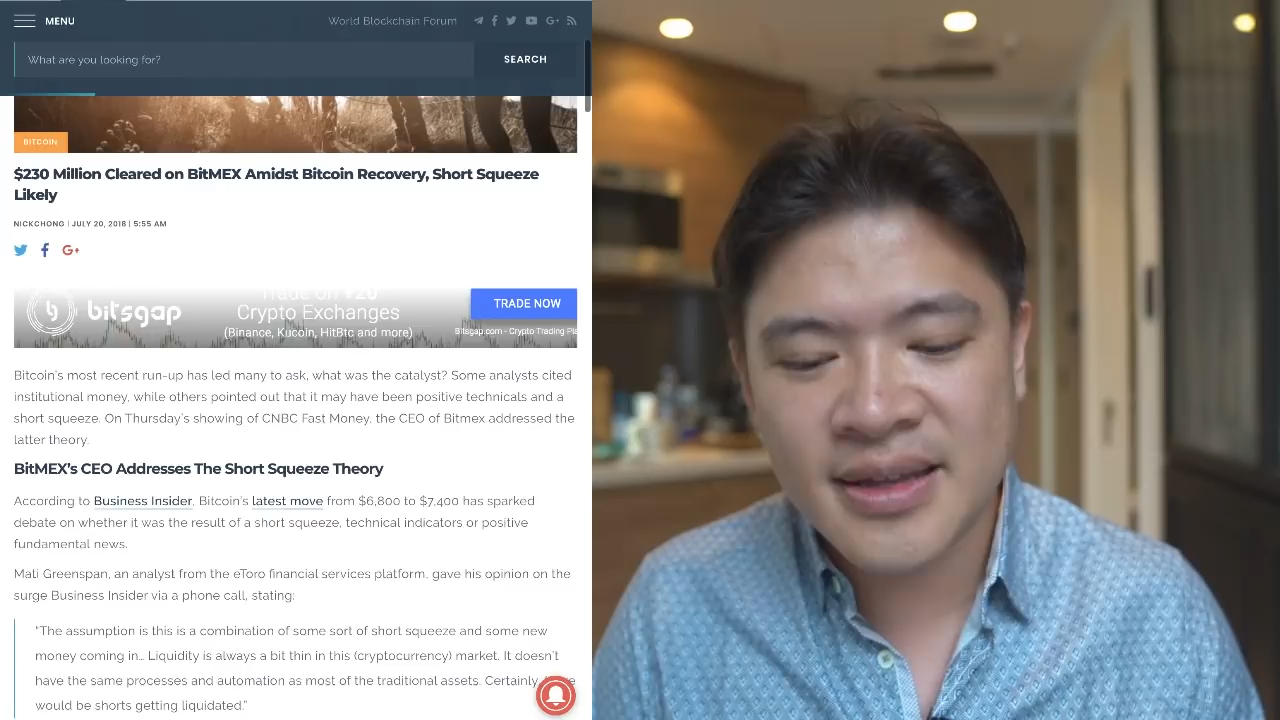 MENU
World Blockchain Forum
What are you looking for?
SEARCH
BITCOIN
$230 Million Cleared on BitMEX Amidst Bitcoin Recovery, Short Squeeze
Likely
NICKCHONG | JULY 20, 2018 | 5:55 AM
bitsgap
Trade on +20
Crypto Exchanges
(Binance, Kucoin, HitBtc and more)
TRADE NOW
Bitsgap.com - Crypto Trading Pla
Bitcoin's most recent run-up has led many to ask, what was the catalyst? Some analysts cited
institutional money, while others pointed out that it may have been positive technicals and a
short squeeze. On Thursday's showing of CNBC Fast Money, the CEO of Bitmex addressed the
latter theory.
BitMEX's CEO Addresses The Short Squeeze Theory
According to Business Insider, Bitcoin's latest move from $6,800 to $7,400 has sparked
debate on whether it was the result of a short squeeze, technical indicators or positive
fundamental news.
Mati Greenspan, an analyst from the eToro financial services platform, gave his opinion on the
surge Business Insider via a phone call, stating:
"The assumption is this is a combination of some sort of short squeeze and some new
money coming in… Liquidity is always a bit thin in this (cryptocurrency) market. It doesn't
have the same processes and automation as most of the traditional assets. Certainly,
would be shorts getting liquidated."